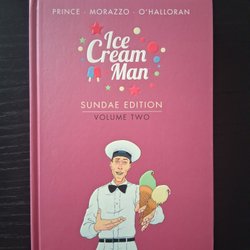 PRINCE · MORAZZO · O'HALLORAN
Ice
Cream
Man
SUNDAE EDITION
VOLUME TWO